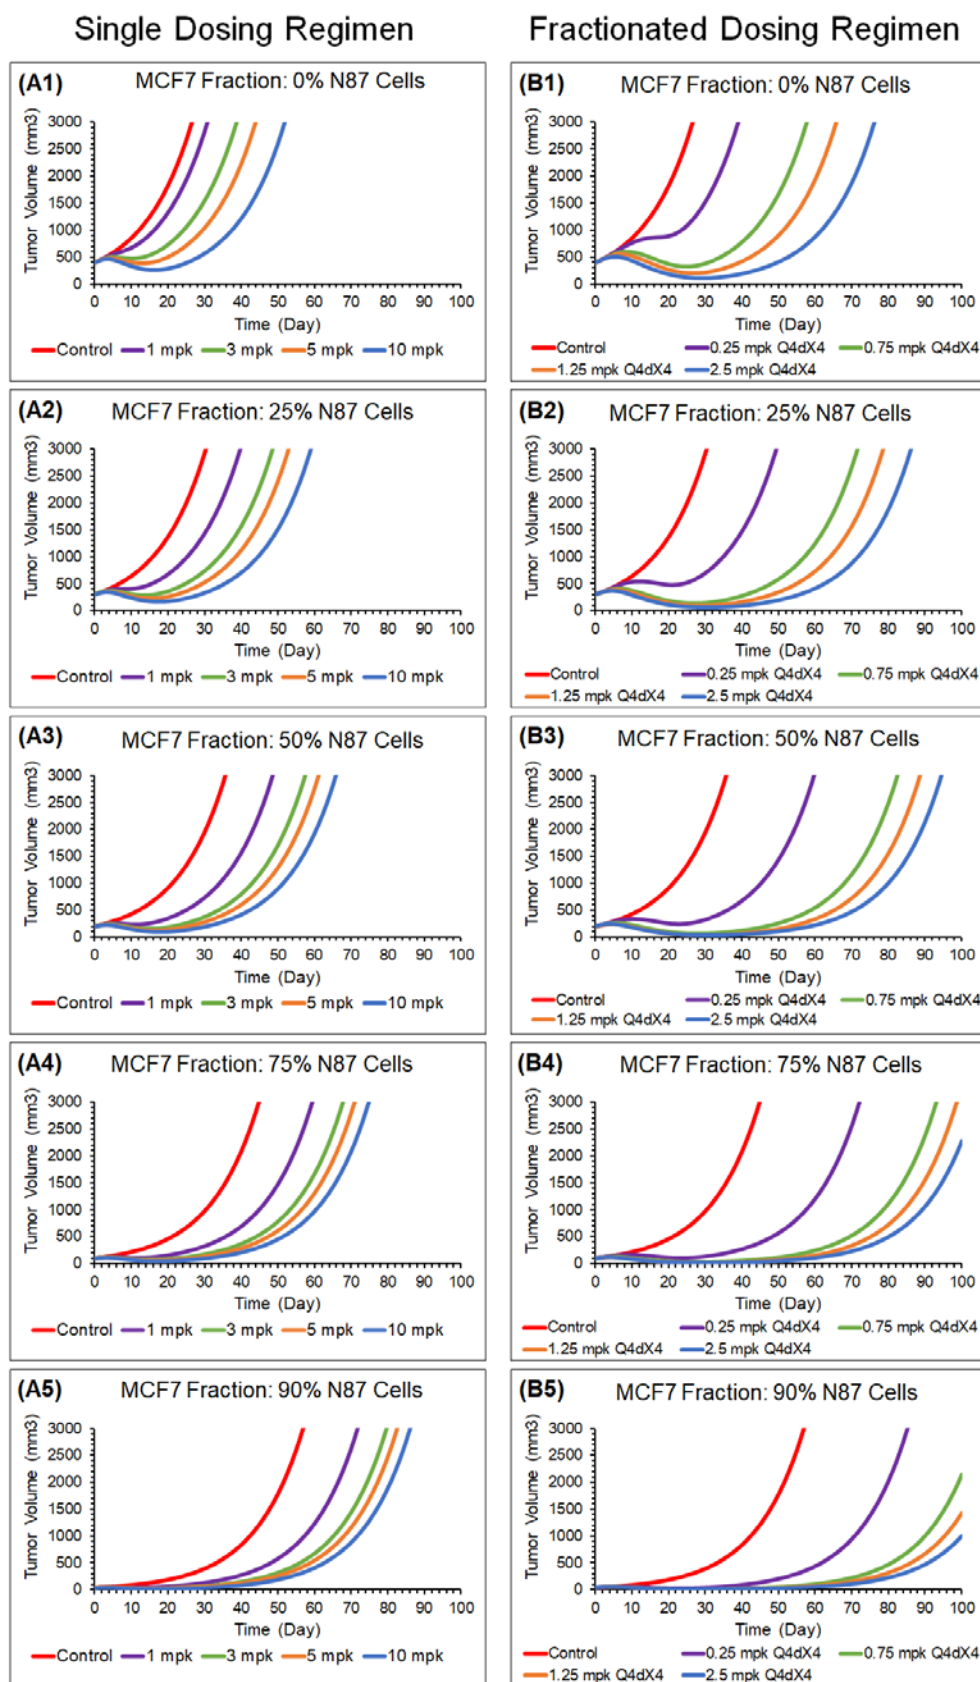 Single Dosing Regimen
Fractionated Dosing Regimen
(A1) MCF7 Fraction: 0% N87 Cells
Tumor Volume (mm3)
3000
2500
2000
1500
1000
500
0
0 10 20 30 40 50 60 70 80 90 100
Time (Day)
Control 1 mpk 3 mpk 5 mpk 10 mpk
(B1) MCF7 Fraction: 0% N87 Cells
Tumor Volume (mm3)
3000
2500
2000
1500
1000
500
0
0 10 20 30 40 50 60 70 80 90 100
Time (Day)
Control 0.25 mpk Q4dX4 0.75 mpk Q4dX4
1.25 mpk Q4dX4 2.5 mpk Q4dX4
(A2) MCF7 Fraction: 25% N87 Cells
Tumor Volume (mm3)
3000
2500
2000
1500
1000
500
0
0 10 20 30 40 50 60 70 80 90 100
Time (Day)
Control 1 mpk 3 mpk 5 mpk 10 mpk
(B2) MCF7 Fraction: 25% N87 Cells
Tumor Volume (mm3)
3000
2500
2000
1500
1000
500
0
0 10 20 30 40 50 60 70 80 90 100
Time (Day)
Control 0.25 mpk Q4dX4 0.75 mpk Q4dX4
1.25 mpk Q4dX4 2.5 mpk Q4dX4
(A3) MCF7 Fraction: 50% N87 Cells
Tumor Volume (mm3)
3000
2500
2000
1500
1000
500
0
0 10 20 30 40 50 60 70 80 90 100
Time (Day)
Control 1 mpk 3 mpk 5 mpk 10 mpk
(B3) MCF7 Fraction: 50% N87 Cells
Tumor Volume (mm3)
3000
2500
2000
1500
1000
500
0
0 10 20 30 40 50 60 70 80 90 100
Time (Day)
Control 0.25 mpk Q4dX4 0.75 mpk Q4dX4
1.25 mpk Q4dX4 2.5 mpk Q4dX4
(A4) MCF7 Fraction: 75% N87 Cells
Tumor Volume (mm3)
3000
2500
2000
1500
1000
500
0
0 10 20 30 40 50 60 70 80 90 100
Time (Day)
Control 1 mpk 3 mpk 5 mpk 10 mpk
(B4) MCF7 Fraction: 75% N87 Cells
Tumor Volume (mm3)
3000
2500
2000
1500
1000
500
0
0 10 20 30 40 50 60 70 80 90 100
Time (Day)
Control 0.25 mpk Q4dX4 0.75 mpk Q4dX4
1.25 mpk Q4dX4 2.5 mpk Q4dX4
(A5) MCF7 Fraction: 90% N87 Cells
Tumor Volume (mm3)
3000
2500
2000
1500
1000
500
0
0 10 20 30 40 50 60 70 80 90 100
Time (Day)
Control 1 mpk 3 mpk 5 mpk 10 mpk
(B5) MCF7 Fraction: 90% N87 Cells
Tumor Volume (mm3)
3000
2500
2000
1500
1000
500
0
0 10 20 30 40 50 60 70 80 90 100
Time (Day)
Control 0.25 mpk Q4dX4 0.75 mpk Q4dX4
1.25 mpk Q4dX4 2.5 mpk Q4dX4